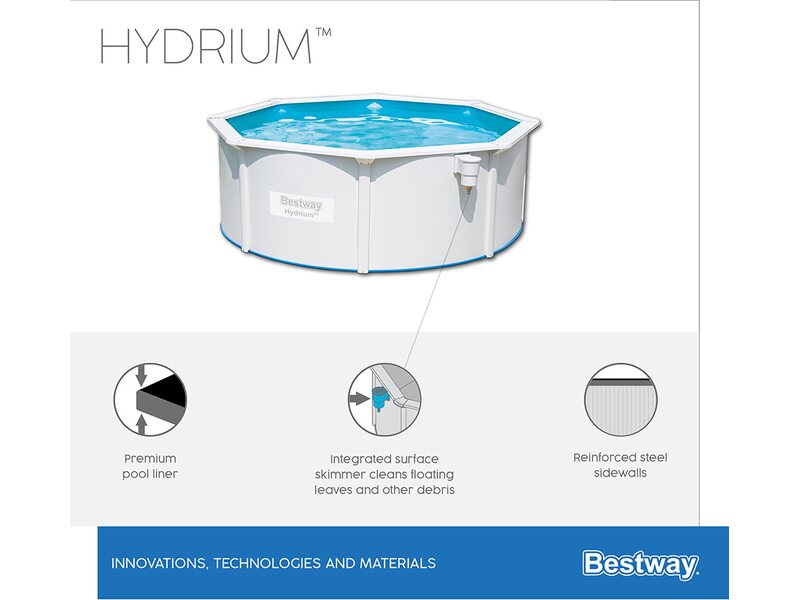 HYDRIUM™
Bestway
Hydrium™
Premium
pool liner
Integrated surface
skimmer cleans floating
leaves and other debris
Reinforced steel
sidewalls
INNOVATIONS, TECHNOLOGIES AND MATERIALS
Bestway